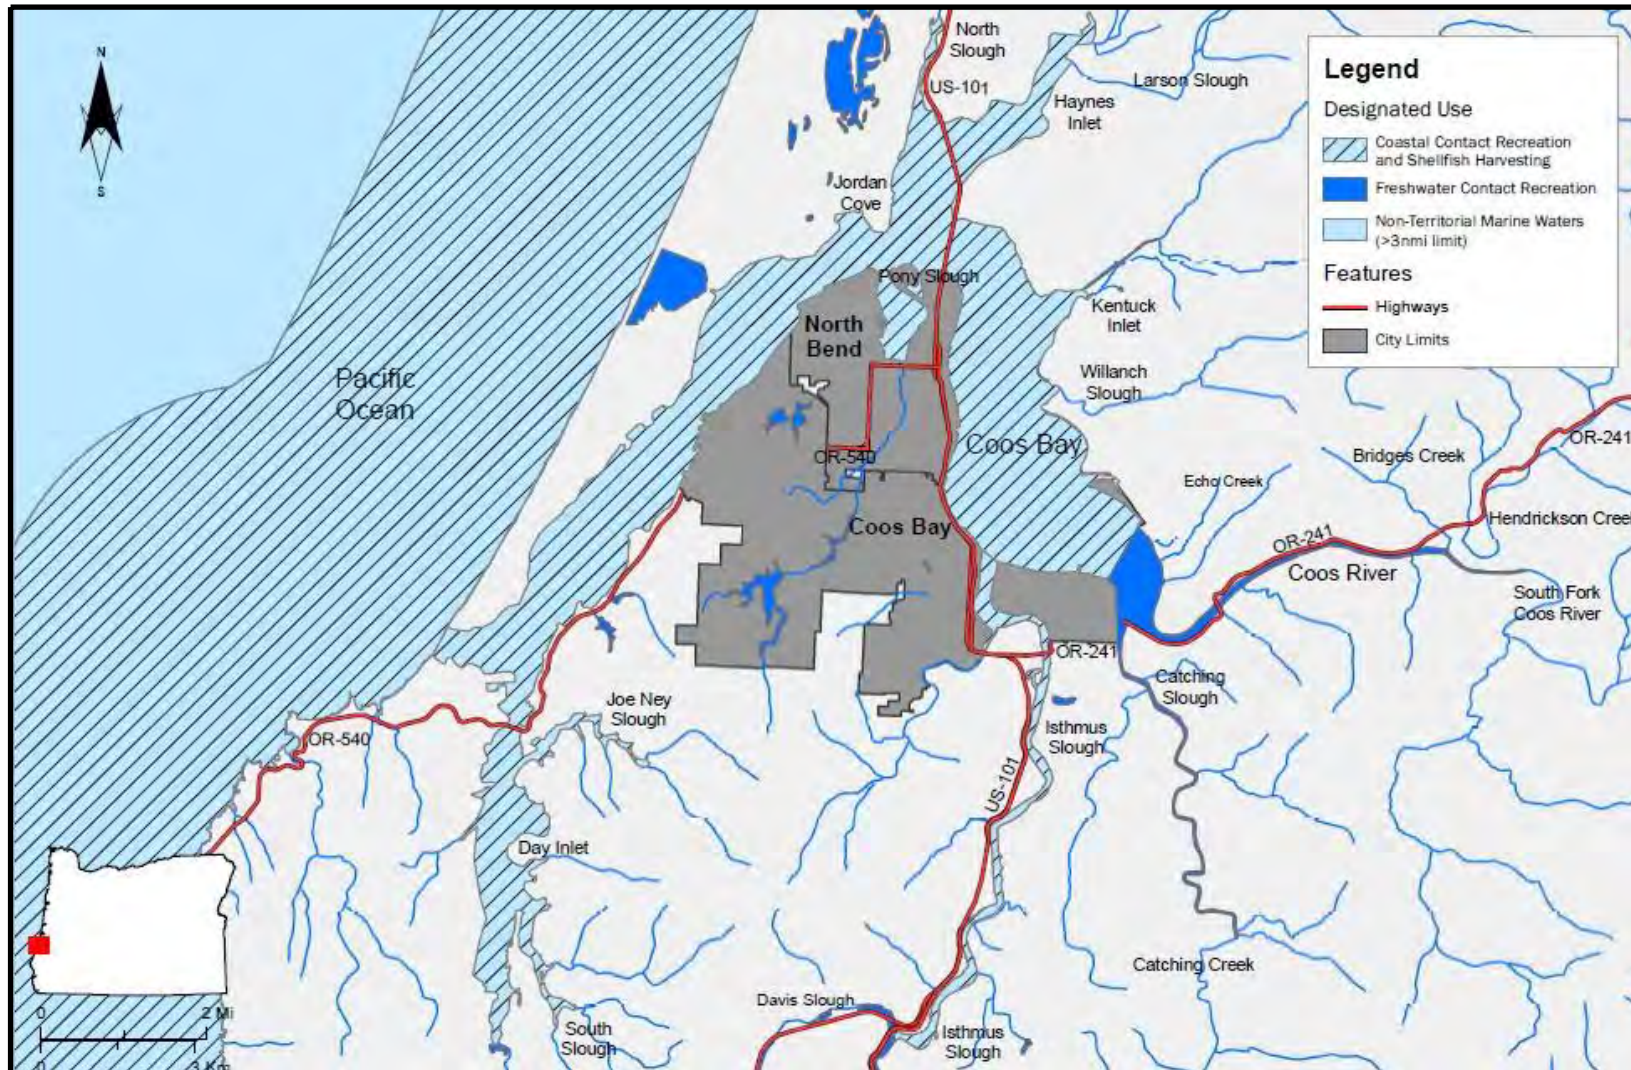 N
S
North
Slough
US-101
Larson Slough
Haynes
Inlet
Jordan
Cove
Pony Slough
North
Bend
Kentuck
Inlet
Willanch
Slough
Pacific
Ocean
Coos Bay
OR-540
Coos Bay
Bridges Creek
OR-241
Echo Creek
Hendrickson Creek
OR-241
Coos River
South Fork
Coos River
OR-241
Catching
Slough
Joe Ney
Slough
Isthmus
Slough
OR-540
US-101
Day Inlet
Catching Creek
Davis Slough
South
Slough
Isthmus
Slough
0
2 Mi
0
3 Km
Legend
Designated Use
Coastal Contact Recreation
and Shellfish Harvesting
Freshwater Contact Recreation
Non-Territorial Marine Waters
(>3nmi limit)
Features
Highways
City Limits